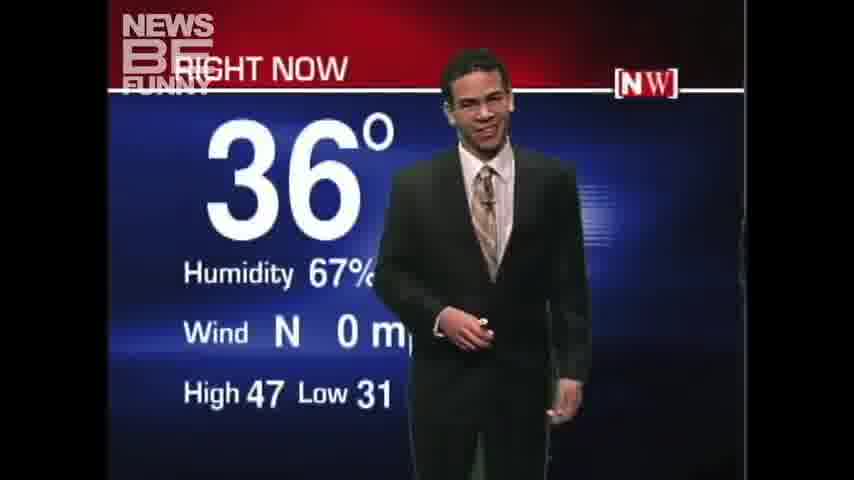 NEWS
BE
FUNNY
RIGHT NOW
[NW]
36°
Humidity 67%
Wind N 0 m
High 47 Low 31